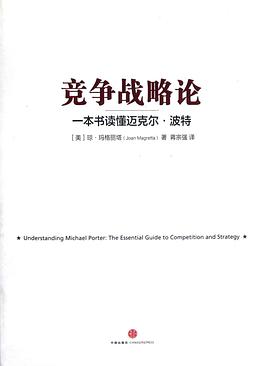 竞争战略论
一本书读懂迈克尔·波特
[美] 琼·玛格丽塔 (Joan Magretta) 著 蒋宗强 译
★ Understanding Michael Porter: The Essential Guide to Competition and Strategy ★
中信出版社·CHINACITICPRESS